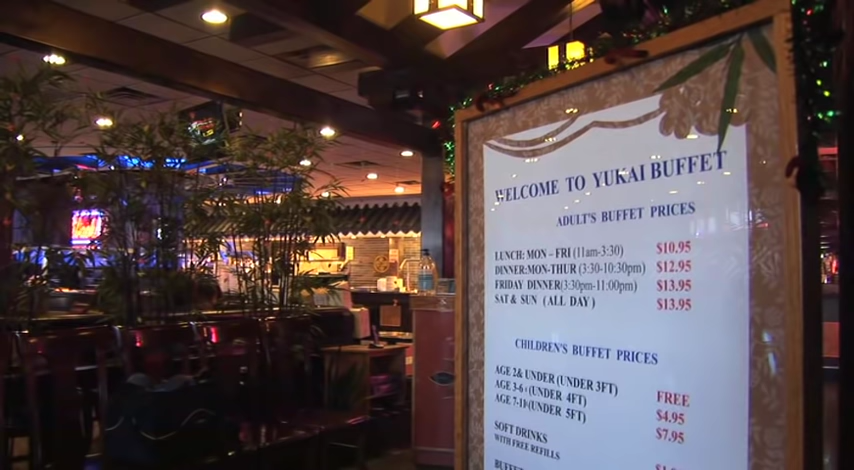 WELCOME TO YUKAI BUFFET
ADULT'S BUFFET PRICES
LUNCH: MON – FRI (11am-3:30) $10.95
DINNER:MON-THUR (3:30-10:30pm) $12.95
FRIDAY DINNER(3:30pm-11:00pm) $13.95
SAT & SUN (ALL DAY) $13.95
CHILDREN'S BUFFET PRICES
AGE 2& UNDER (UNDER 3FT) FREE
AGE 3-6 (UNDER 4FT) $4.95
AGE 7-10(UNDER 5FT) $7.95
SOFT DRINKS
WITH FREE REFILLS